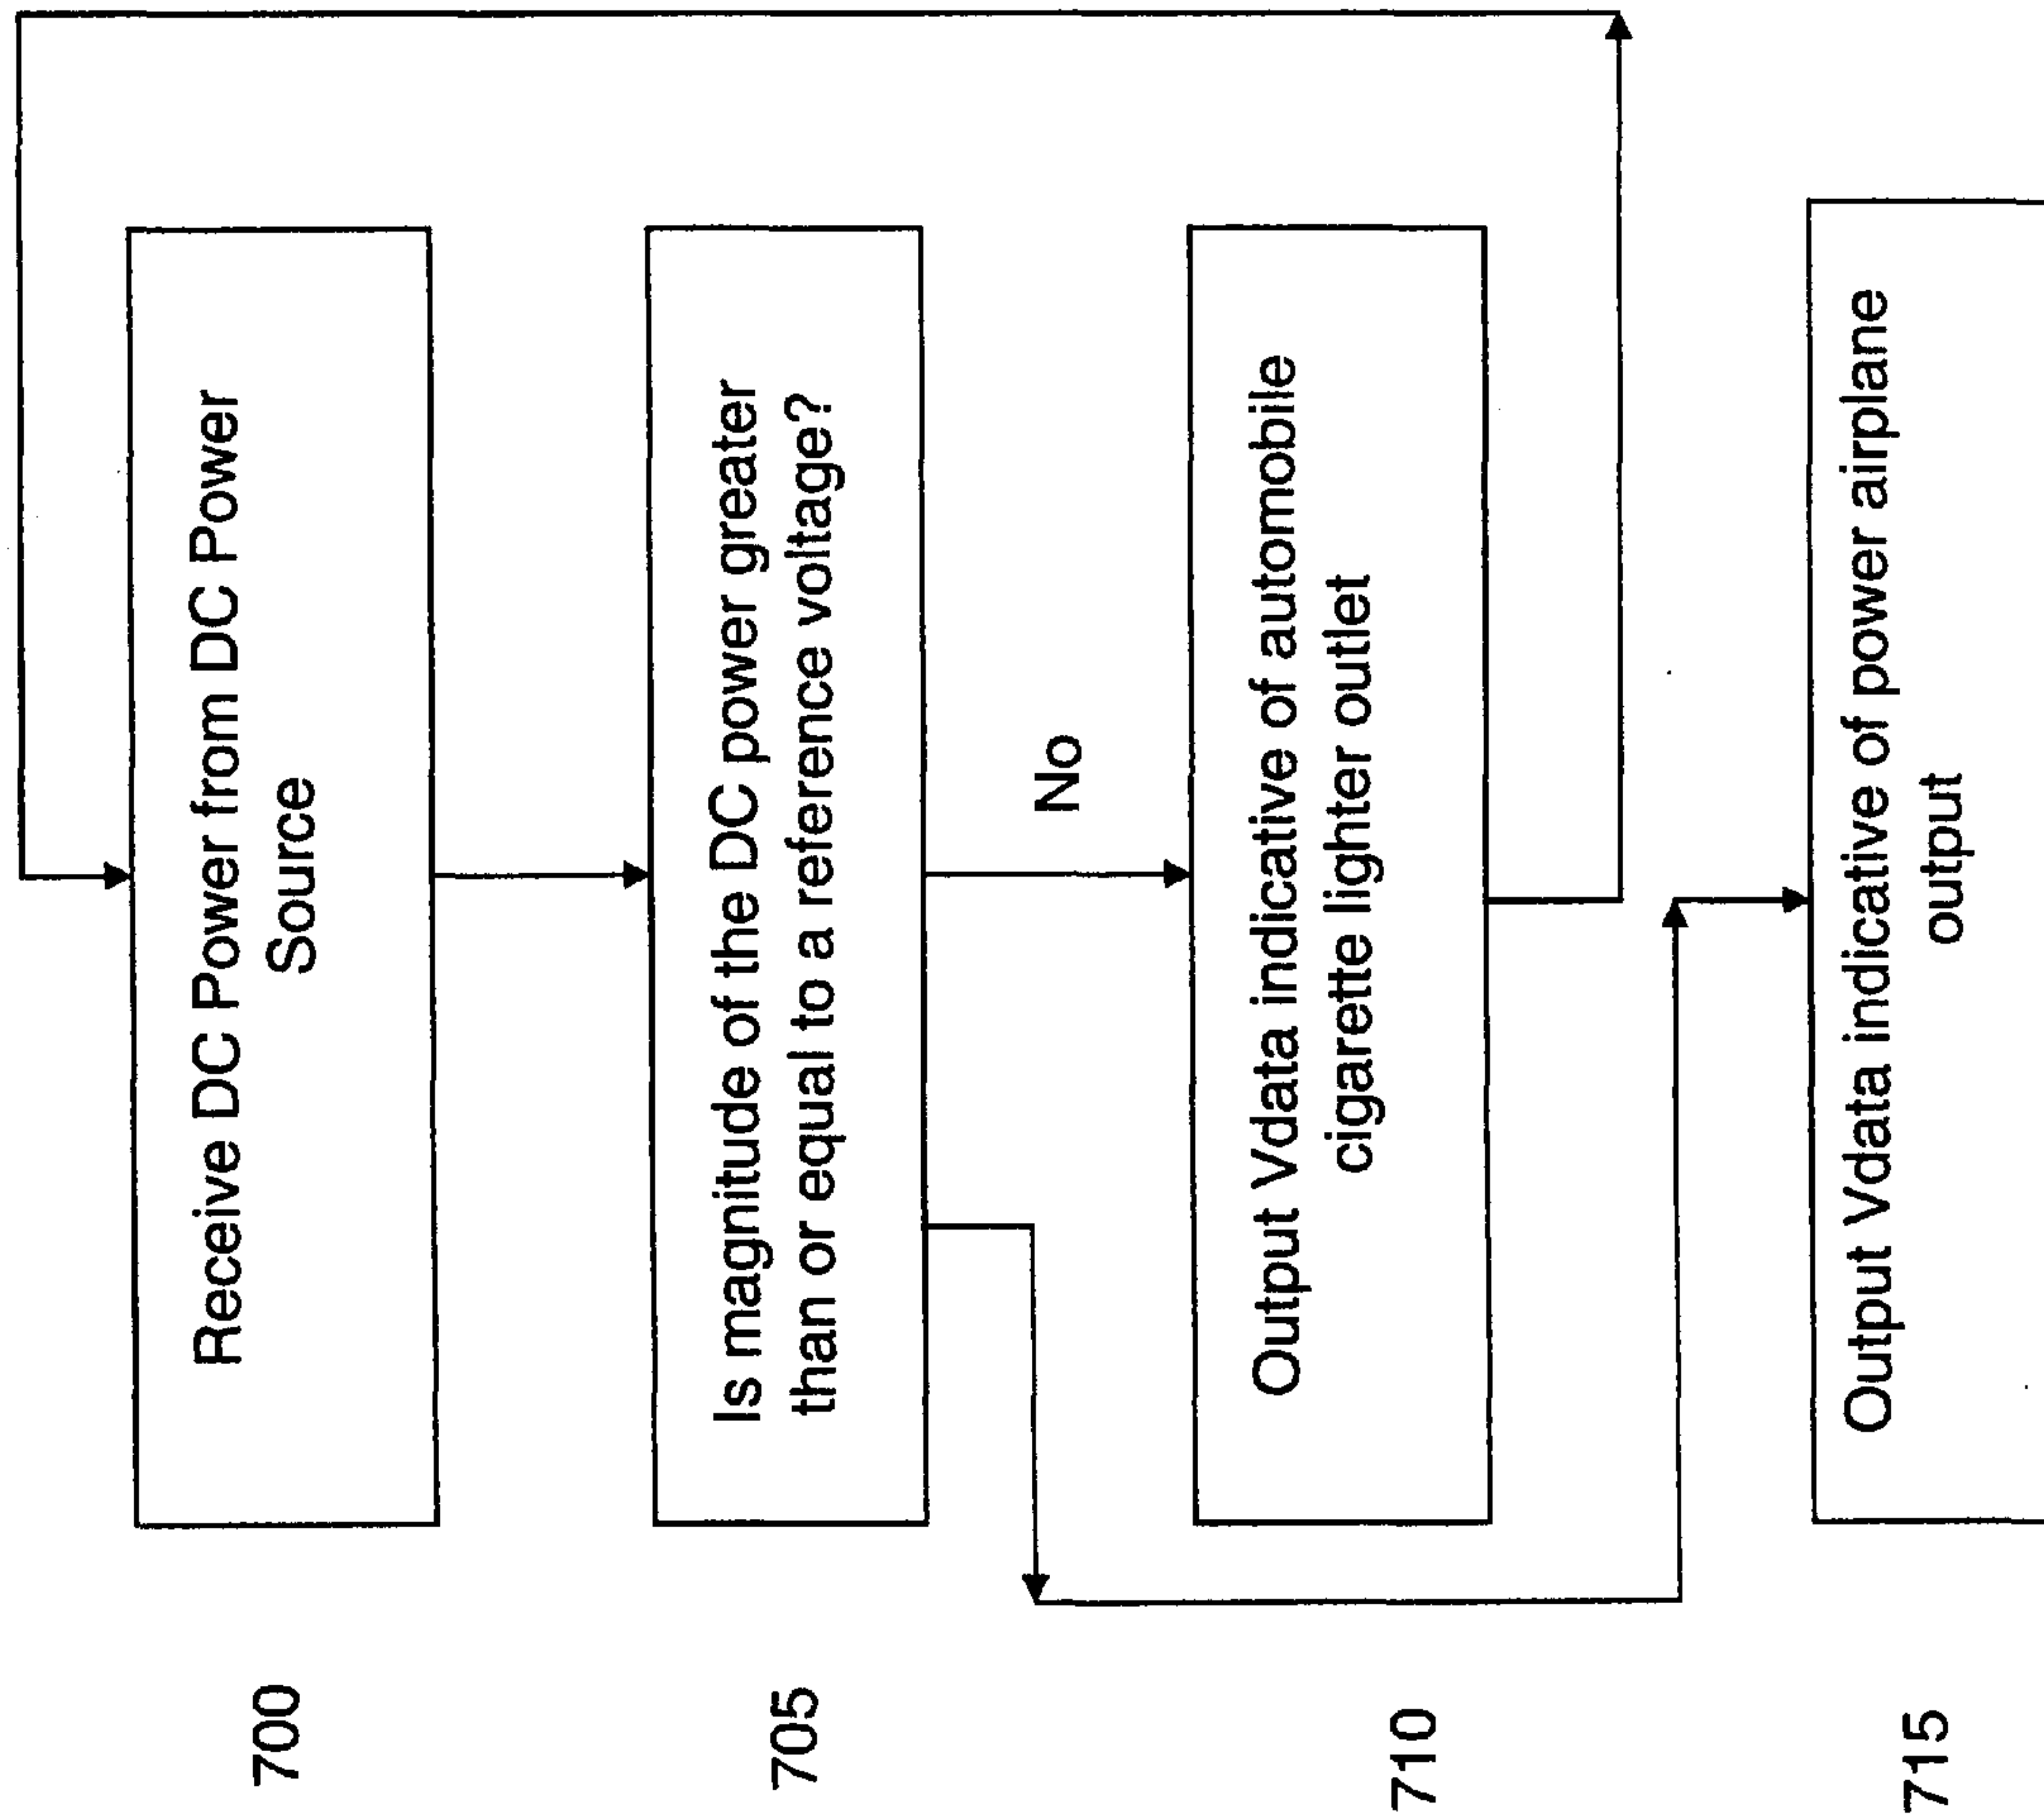 700
Receive DC Power from DC Power
Source
705
Is magnitude of the DC power greater
than or equal to a reference voltage?
No
710
Output Vdata indicative of automobile
cigarette lighter outlet
715
Output Vdata indicative of power airplane
output